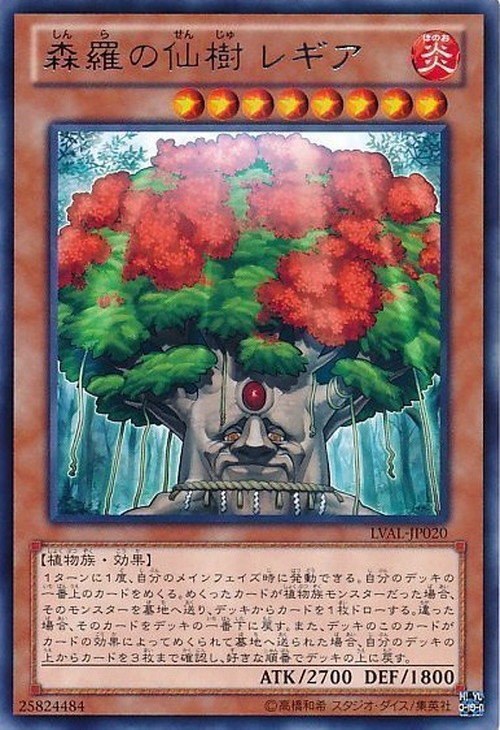 森羅の仙樹 レギア
炎
LVAL-JP020
【植物族・効果】
1ターンに1度、自分のメインフェイズ時に発動できる。自分のデッキの
一番上のカードをめくる。めくったカードが植物族モンスターだった場合、
そのモンスターを墓地へ送り、デッキからカードを1枚ドローする。違った
場合、そのカードをデッキの一番下に戻す。また、デッキのこのカードが
カードの効果によってめくられて墓地へ送られた場合、自分のデッキの
上からカードを3枚まで確認し、好きな順番でデッキの上に戻す。
ATK/2700 DEF/1800
25824484
©高橋和希 スタジオ・ダイス/集英社